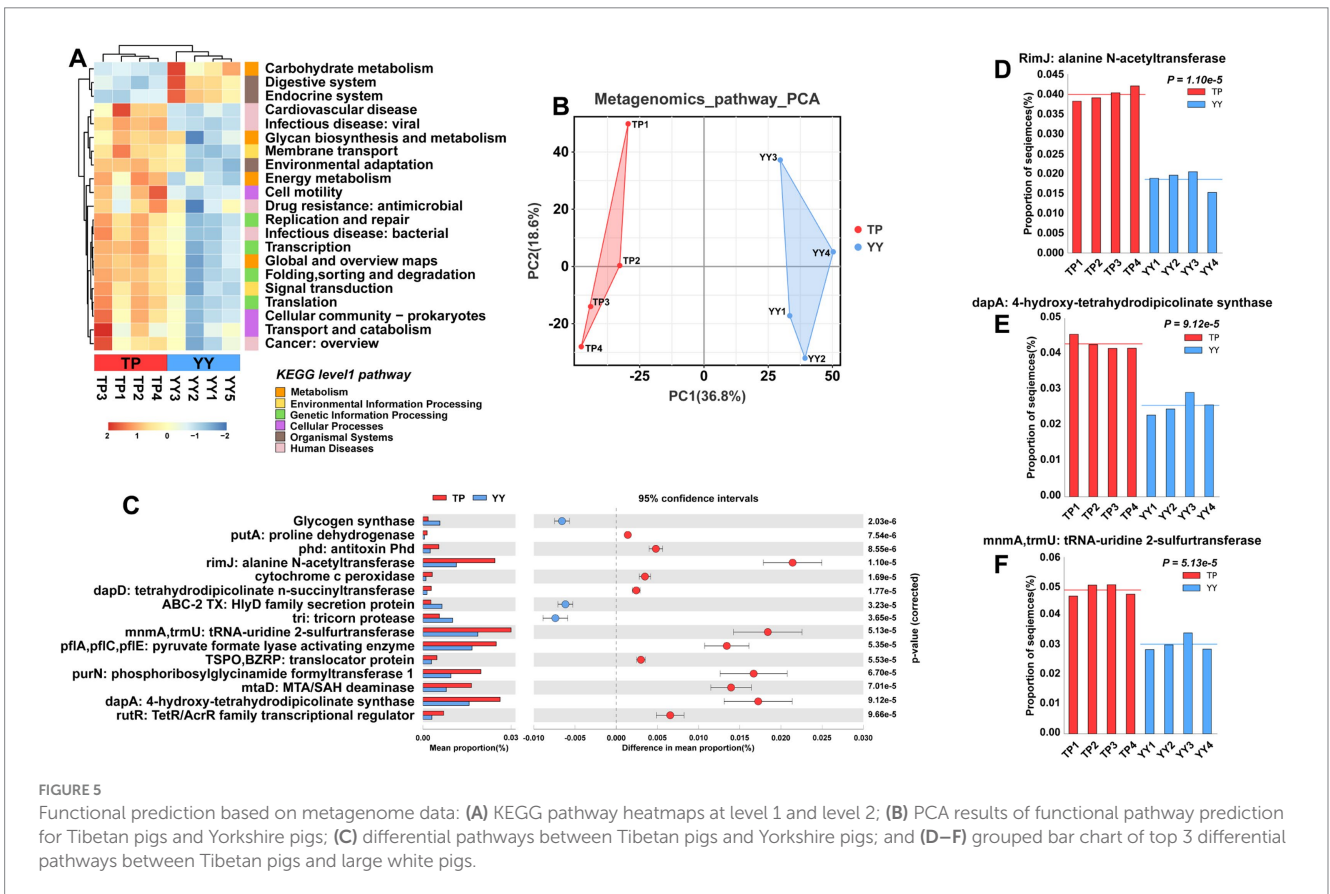 A
Carbohydrate metabolism
Digestive system
Endocrine system
Cardiovascular disease
Infectious disease: viral
Glycan biosynthesis and metabolism
Membrane transport
Environmental adaptation
Energy metabolism
Cell motility
Drug resistance: antimicrobial
Replication and repair
Infectious disease: bacterial
Transcription
Global and overview maps
Folding,sorting and degradation
Signal transduction
Translation
Cellular community – prokaryotes
Transport and catabolism
Cancer: overview
TP YY
TP3 TP1 TP2 TP4 YY3 YY2 YY1 YY5
2 1 0 -1 -2
KEGG level1 pathway
Metabolism
Environmental Information Processing
Genetic Information Processing
Cellular Processes
Organismal Systems
Human Diseases
B
Metagenomics_pathway_PCA
PC2(18.6%)
40
20
0
-20
TP1
TP2
TP3
TP4
YY3
YY4
YY1
YY2
-25 0 25 50
PC1(36.8%)
TP
YY
C
TP YY
95% confidence intervals
Glycogen synthase 2.03e-6
putA: proline dehydrogenase 7.54e-6
phd: antitoxin Phd 8.55e-6
rimJ: alanine N-acetyltransferase 1.10e-5
cytochrome c peroxidase 1.69e-5
dapD: tetrahydrodipicolinate n-succinyltransferase 1.77e-5
ABC-2 TX: HlyD family secretion protein 3.23e-5
tri: tricorn protease 3.65e-5
mnmA,trmU: tRNA-uridine 2-sulfurtransferase 5.13e-5
pflA,pflC,pflE: pyruvate formate lyase activating enzyme 5.35e-5
TSPO,BZRP: translocator protein 5.53e-5
purN: phosphoribosylglycinamide formyltransferase 1 6.70e-5
mtaD: MTA/SAH deaminase 7.01e-5
dapA: 4-hydroxy-tetrahydrodipicolinate synthase 9.12e-5
rutR: TetR/AcrR family transcriptional regulator 9.66e-5
p-value (corrected)
0.03 -0.010 -0.005 0.000 0.005 0.010 0.015 0.020 0.025 0.030
Mean proportion(%) Difference in mean proportion(%)
D
RimJ: alanine N-acetyltransferase
P = 1.10e-5
TP
YY
Proportion of seqiemces(%)
0.045
0.040
0.035
0.030
0.025
0.020
0.015
0.010
0.005
0.000
TP1 TP2 TP3 TP4 YY1 YY2 YY3 YY4
E
dapA: 4-hydroxy-tetrahydrodipicolinate synthase
P = 9.12e-5
TP
YY
Proportion of seqiemces(%)
0.05
0.04
0.03
0.02
0.01
0.00
TP1 TP2 TP3 TP4 YY1 YY2 YY3 YY4
F
mnmA,trmU: tRNA-uridine 2-sulfurtransferase
P = 5.13e-5
TP
YY
Proportion of seqiemces(%)
0.06
0.05
0.04
0.03
0.02
0.01
0.00
TP1 TP2 TP3 TP4 YY1 YY2 YY3 YY4
FIGURE 5
Functional prediction based on metagenome data: (A) KEGG pathway heatmaps at level 1 and level 2; (B) PCA results of functional pathway prediction
for Tibetan pigs and Yorkshire pigs; (C) differential pathways between Tibetan pigs and Yorkshire pigs; and (D–F) grouped bar chart of top 3 differential
pathways between Tibetan pigs and large white pigs.